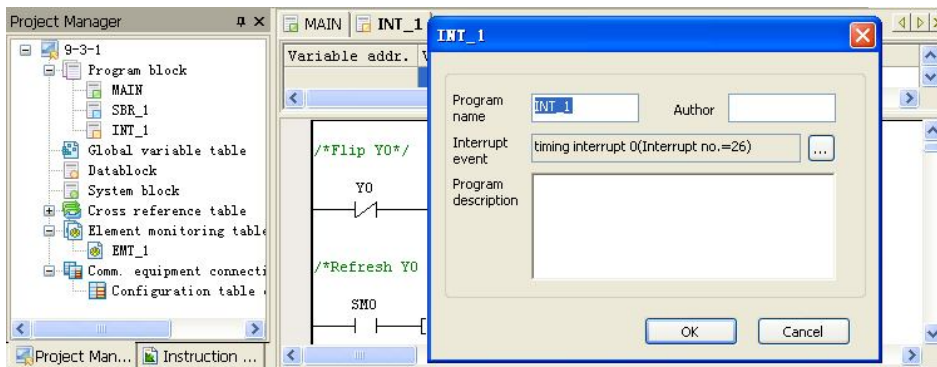 Project Manager
9-3-1
Program block
MAIN
SBR_1
INT_1
Global variable table
Datablock
System block
Cross reference table
Element monitoring table
EMT_1
Comm. equipment connecti
Configuration table
Project Man...
Instruction ...
MAIN
INT_1
Variable addr.
/*Flip Y0*/
Y0
/*Refresh Y0
SM0
INT_1
Program name
INT_1
Author
Interrupt event
timing interrupt 0(Interrupt no.=26)
...
Program description
OK
Cancel